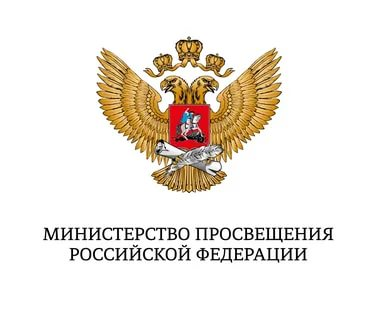 МИНИСТЕРСТВО ПРОСВЕЩЕНИЯ
РОССИЙСКОЙ ФЕДЕРАЦИИ